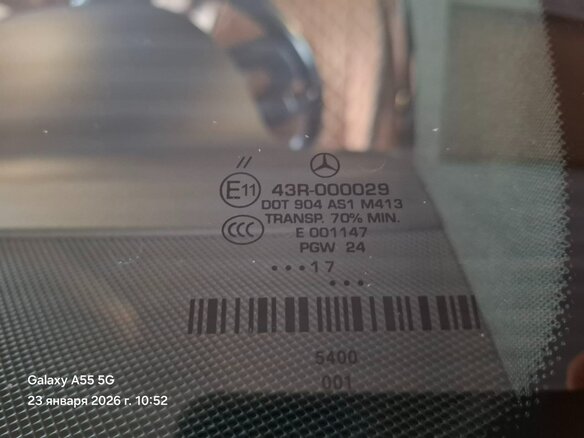 //
E11 43R-000029
DOT 904 AS1 M413
TRANSP. 70% MIN.
CCC E 001147
PGW 24
•••17
•••
5400
001
Galaxy A55 5G
23 января 2026 г. 10:52